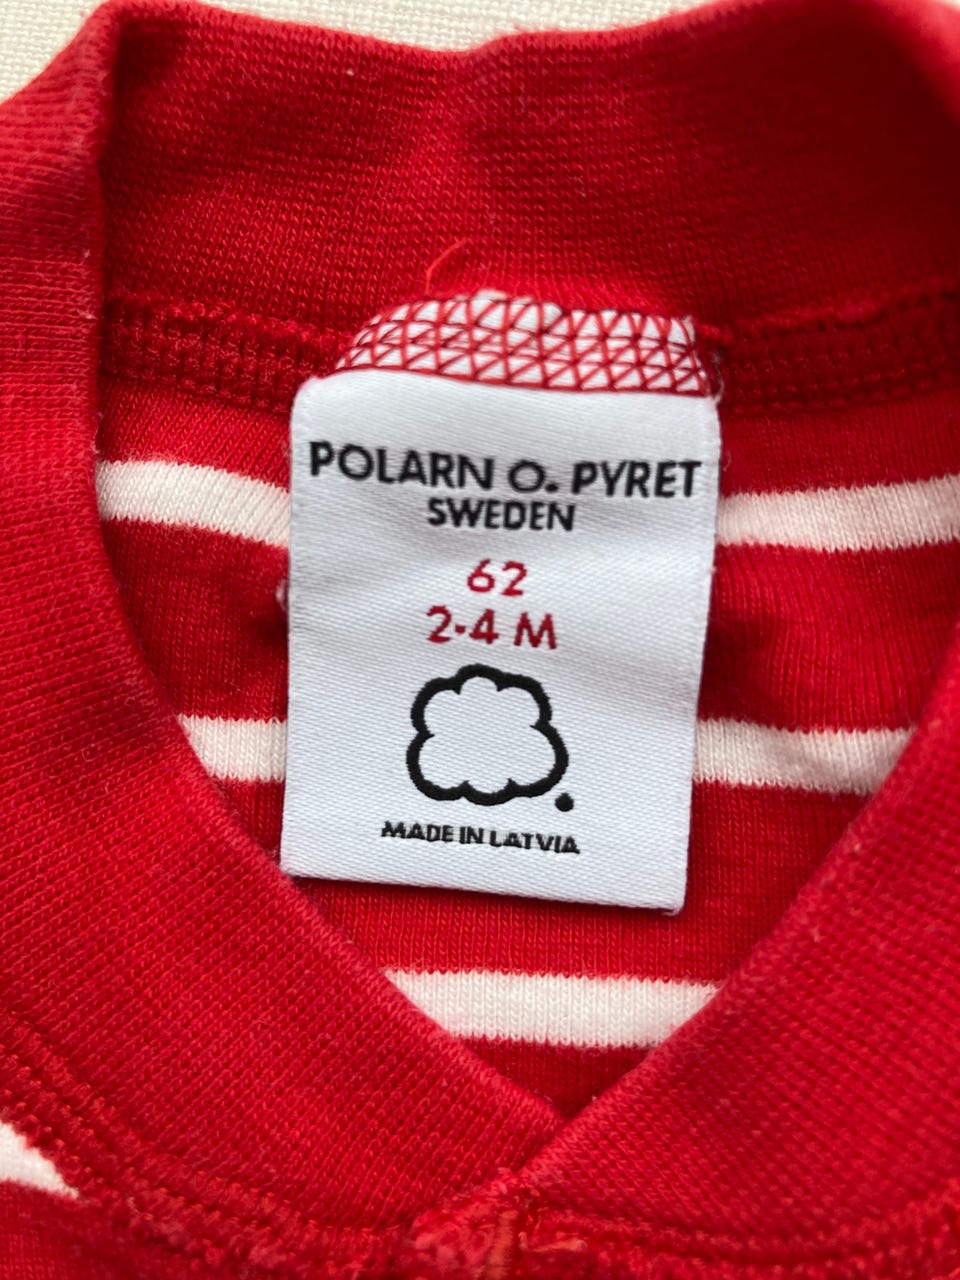 POLARN O. PYRET
SWEDEN
62
2-4 M
MADE IN LATVIA